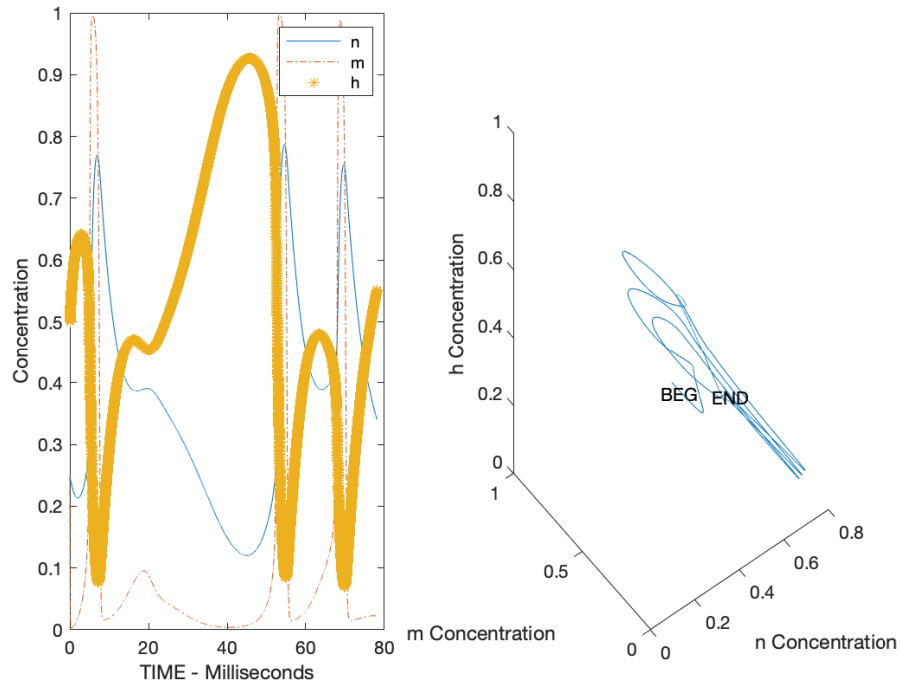 1
0.9
0.8
0.7
0.6
0.5
0.4
0.3
0.2
0.1
0
Concentration
0 20 40 60 80
TIME - Milliseconds
n
m
h
1
0.8
0.6
0.4
0.2
0
h Concentration
BEG END
1
0.5
0
m Concentration
0 0.2 0.4 0.6 0.8
n Concentration